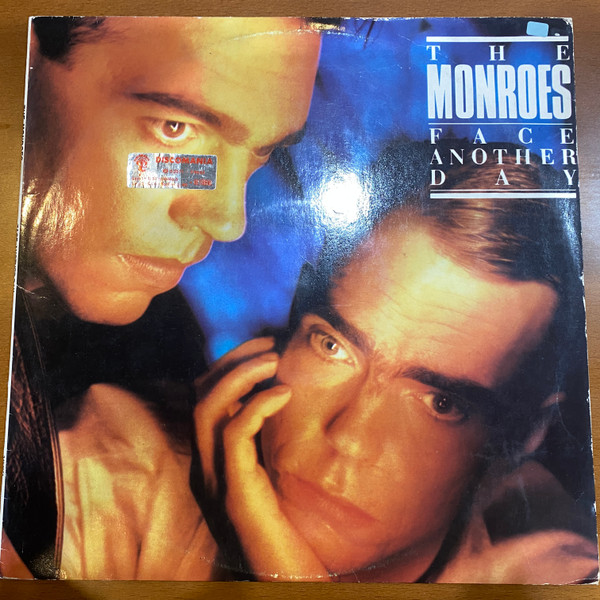 THE
MONROES
FACE
ANOTHER
DAY
DISCOMANIA